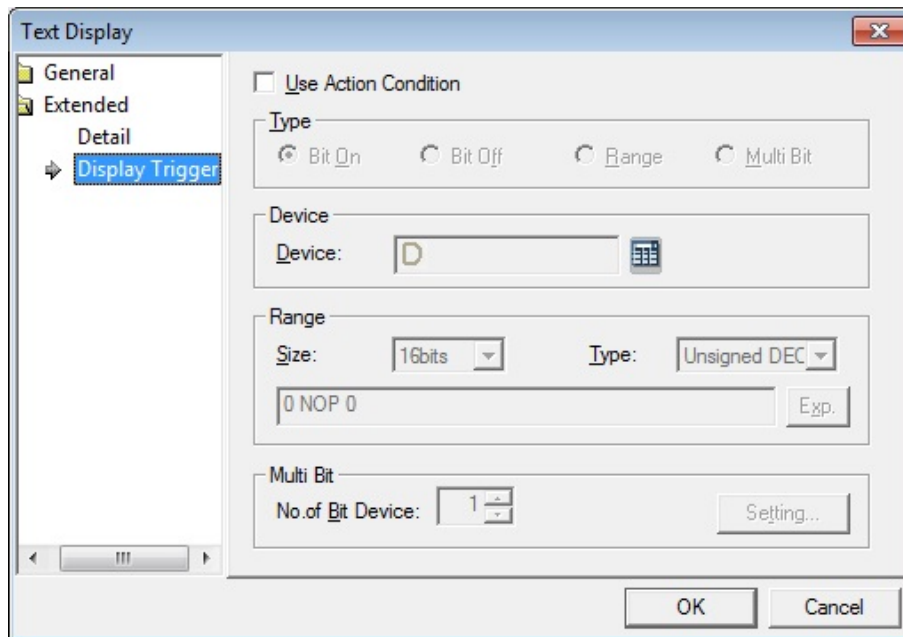 Text Display
General
Extended
Detail
Display Trigger
Use Action Condition
Type
Bit On Bit Off Range Multi Bit
Device
Device: D
Range
Size: 16bits Type: Unsigned DEC
0 NOP 0 Exp.
Multi Bit
No.of Bit Device: 1 Setting...
OK Cancel